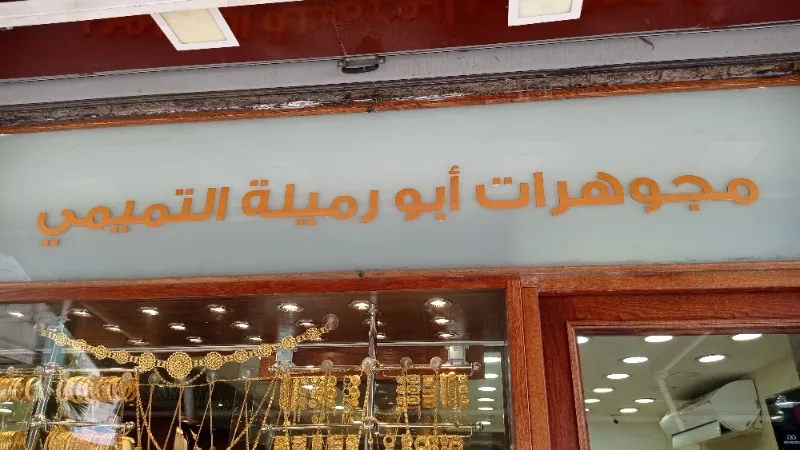 مجوهرات أبو رميلة التميمي